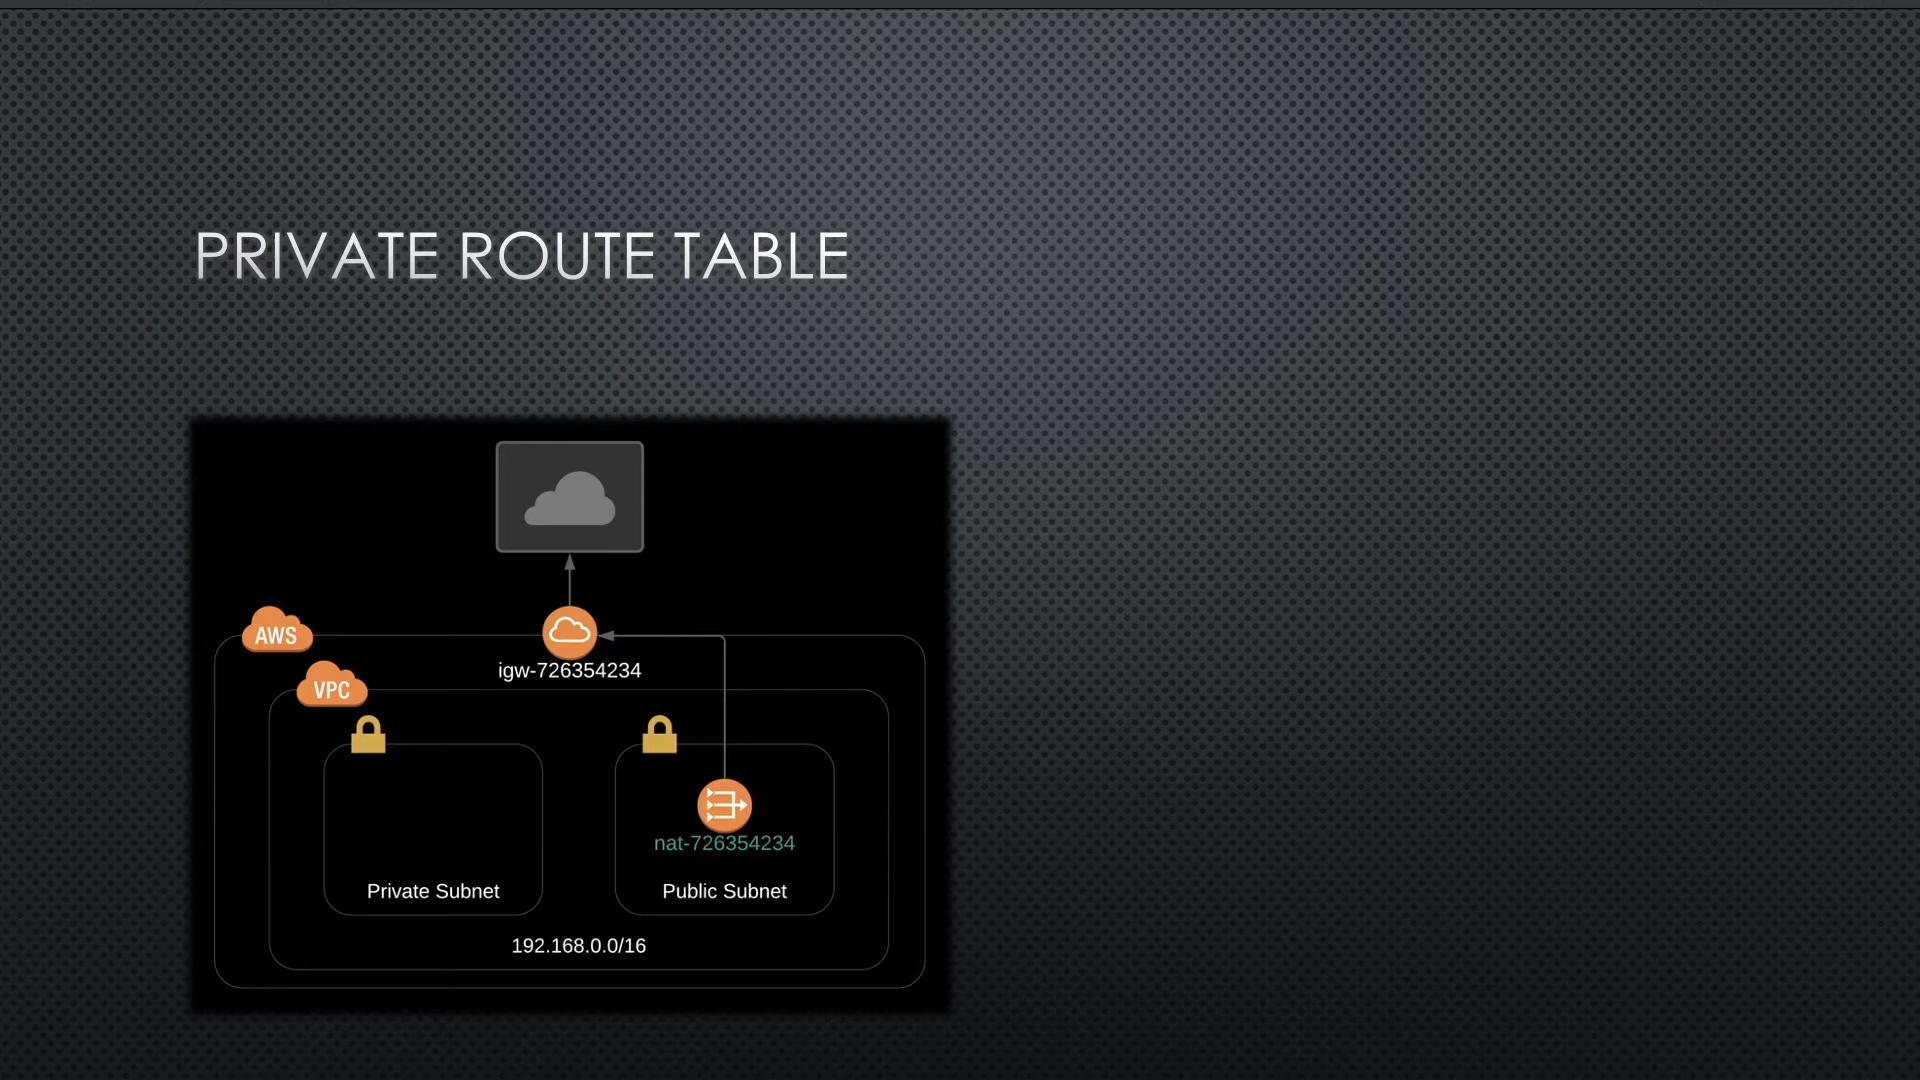 PRIVATE ROUTE TABLE
AWS
igw-726354234
VPC
nat-726354234
Private Subnet
Public Subnet
192.168.0.0/16